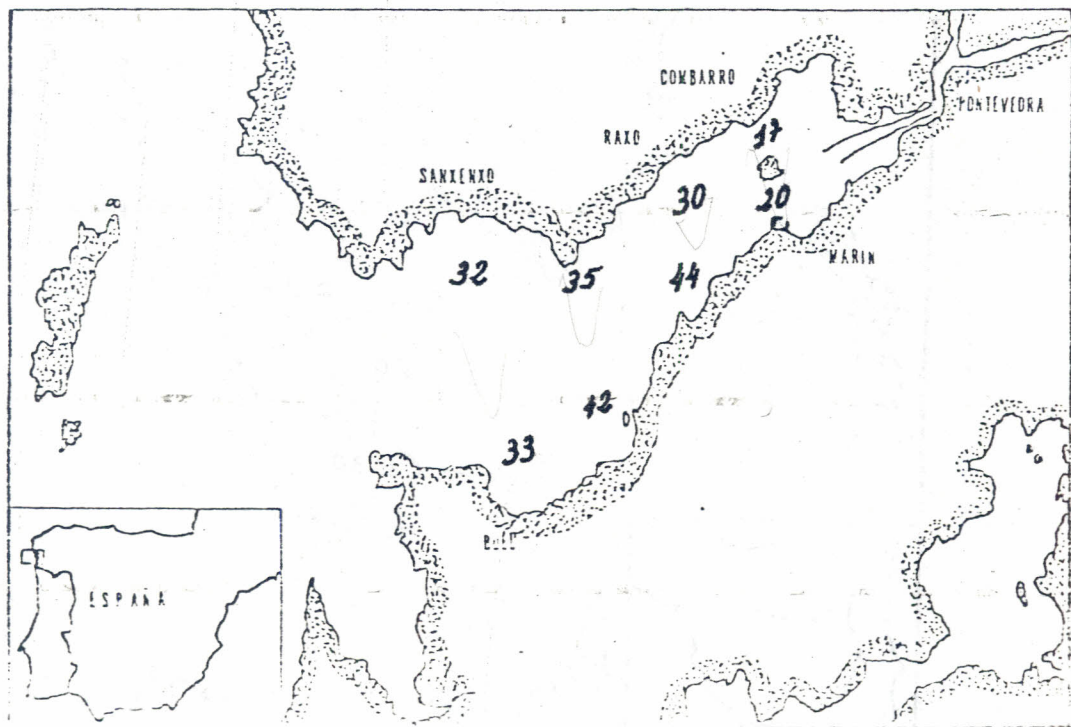 COMBARRO
PONTEVEDRA
RAXO
17
SANXENXO
30
20
MARIN
32
35
44
42
33
ESPAÑA